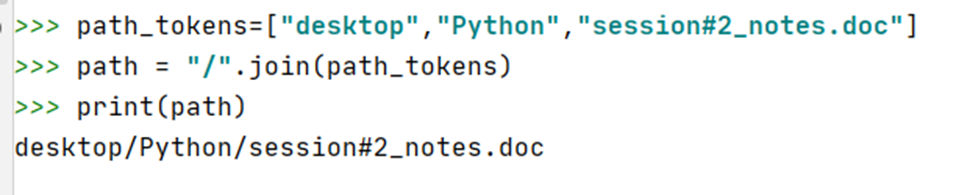 >>> path_tokens=["desktop","Python","session#2_notes.doc"]
>>> path = "/".join(path_tokens)
>>> print(path)
desktop/Python/session#2_notes.doc